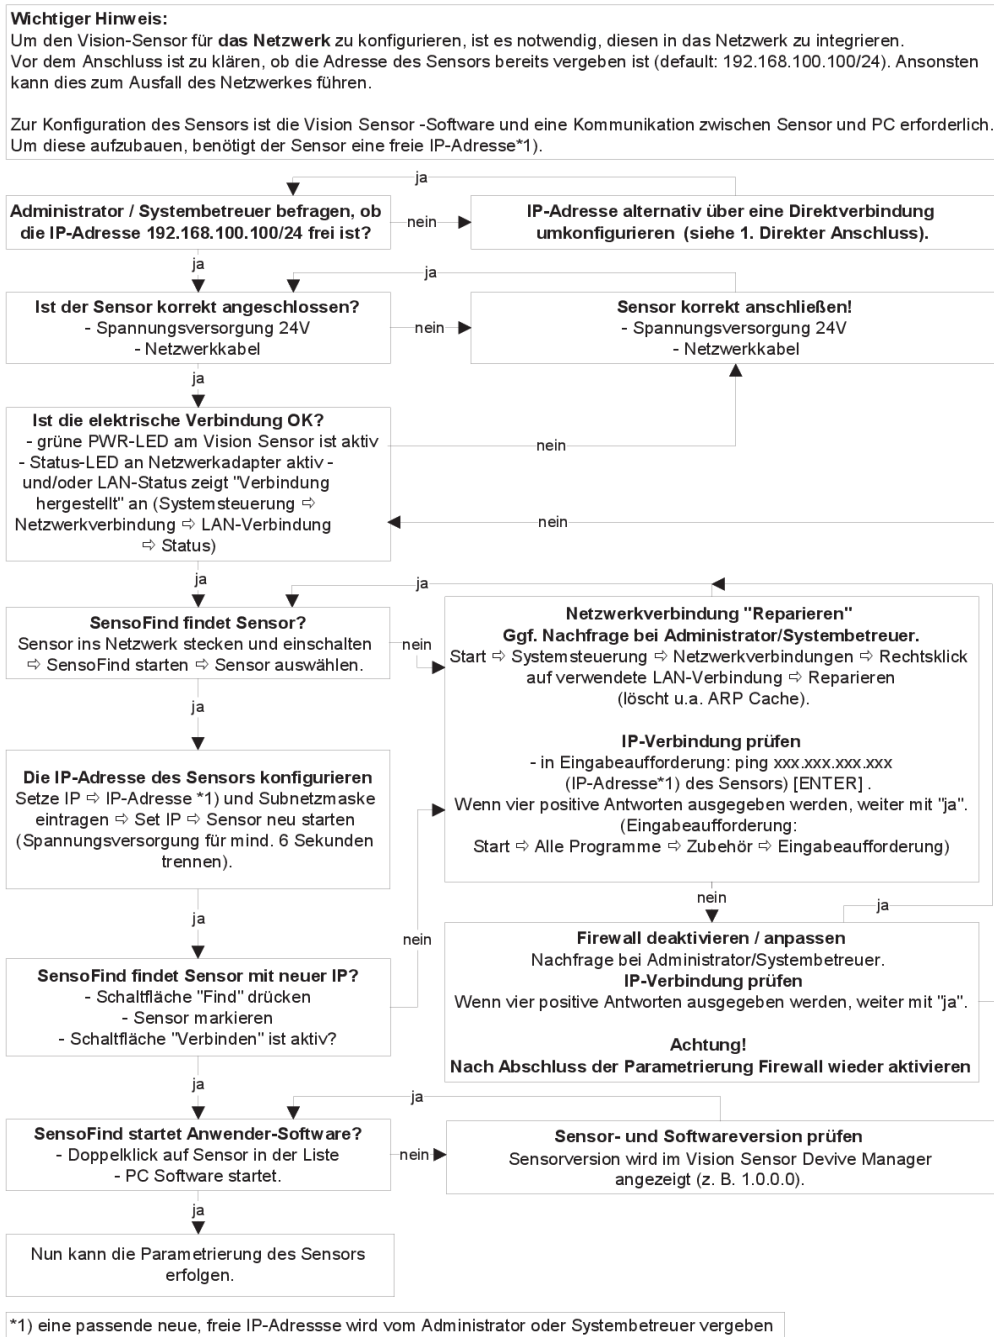 Wichtiger Hinweis:
Um den Vision-Sensor für das Netzwerk zu konfigurieren, ist es notwendig, diesen in das Netzwerk zu integrieren.
Vor dem Anschluss ist zu klären, ob die Adresse des Sensors bereits vergeben ist (default: 192.168.100.100/24). Ansonsten
kann dies zum Ausfall des Netzwerkes führen.
Zur Konfiguration des Sensors ist die Vision Sensor -Software und eine Kommunikation zwischen Sensor und PC erforderlich.
Um diese aufzubauen, benötigt der Sensor eine freie IP-Adresse*1).
ja
Administrator / Systembetreuer befragen, ob
die IP-Adresse 192.168.100.100/24 frei ist?
nein
IP-Adresse alternativ über eine Direktverbindung
umkonfigurieren (siehe 1. Direkter Anschluss).
ja
ja
Ist der Sensor korrekt angeschlossen?
- Spannungsversorgung 24V
- Netzwerkkabel
nein
Sensor korrekt anschließen!
- Spannungsversorgung 24V
- Netzwerkkabel
ja
Ist die elektrische Verbindung OK?
- grüne PWR-LED am Vision Sensor ist aktiv
- Status-LED an Netzwerkadapter aktiv -
und/oder LAN-Status zeigt "Verbindung
hergestellt" an (Systemsteuerung ⇨
Netzwerkverbindung ⇨ LAN-Verbindung
⇨ Status)
nein
nein
ja
ja
SensoFind findet Sensor?
Sensor ins Netzwerk stecken und einschalten
⇨ SensoFind starten ⇨ Sensor auswählen.
nein
Netzwerkverbindung "Reparieren"
Ggf. Nachfrage bei Administrator/Systembetreuer.
Start ⇨ Systemsteuerung ⇨ Netzwerkverbindungen ⇨ Rechtsklick
auf verwendete LAN-Verbindung ⇨ Reparieren
(löscht u.a. ARP Cache).
IP-Verbindung prüfen
- in Eingabeaufforderung: ping xxx.xxx.xxx.xxx
(IP-Adresse*1) des Sensors) [ENTER] .
Wenn vier positive Antworten ausgegeben werden, weiter mit "ja".
(Eingabeaufforderung:
Start ⇨ Alle Programme ⇨ Zubehör ⇨ Eingabeaufforderung)
ja
Die IP-Adresse des Sensors konfigurieren
Setze IP ⇨ IP-Adresse *1) und Subnetzmaske
eintragen ⇨ Set IP ⇨ Sensor neu starten
(Spannungsversorgung für mind. 6 Sekunden
trennen).
nein
ja
ja
nein
Firewall deaktivieren / anpassen
Nachfrage bei Administrator/Systembetreuer.
IP-Verbindung prüfen
Wenn vier positive Antworten ausgegeben werden, weiter mit "ja".
Achtung!
Nach Abschluss der Parametrierung Firewall wieder aktivieren
SensoFind findet Sensor mit neuer IP?
- Schaltfläche "Find" drücken
- Sensor markieren
- Schaltfläche "Verbinden" ist aktiv?
ja
ja
SensoFind startet Anwender-Software?
- Doppelklick auf Sensor in der Liste
- PC Software startet.
nein
Sensor- und Softwareversion prüfen
Sensorversion wird im Vision Sensor Devive Manager
angezeigt (z. B. 1.0.0.0).
ja
Nun kann die Parametrierung des Sensors
erfolgen.
*1) eine passende neue, freie IP-Adressse wird vom Administrator oder Systembetreuer vergeben